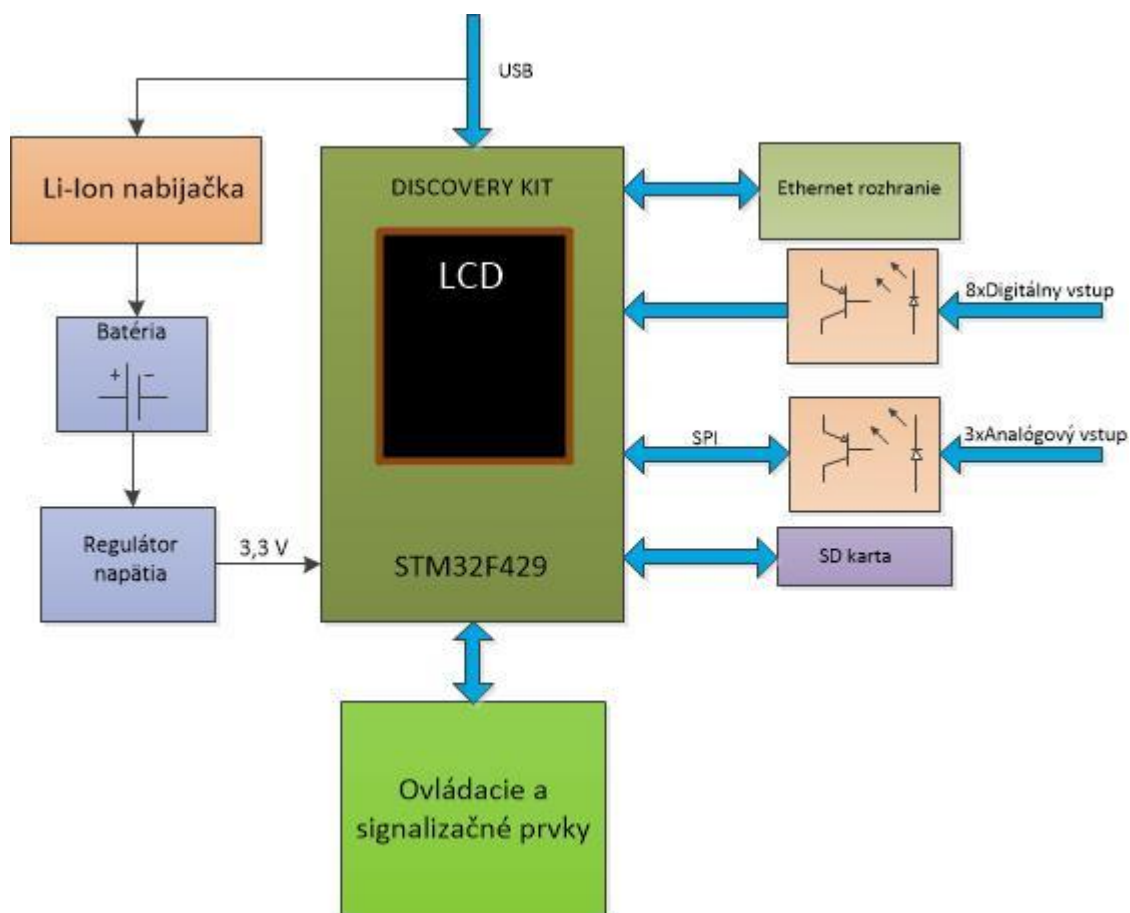 USB
Li-Ion nabijačka
DISCOVERY KIT
Ethernet rozhranie
LCD
8xDigitálny vstup
Batéria
+ −
SPI
3xAnalógový vstup
Regulátor
napätia
3,3 V
STM32F429
SD karta
Ovládacie a
signalizačné prvky